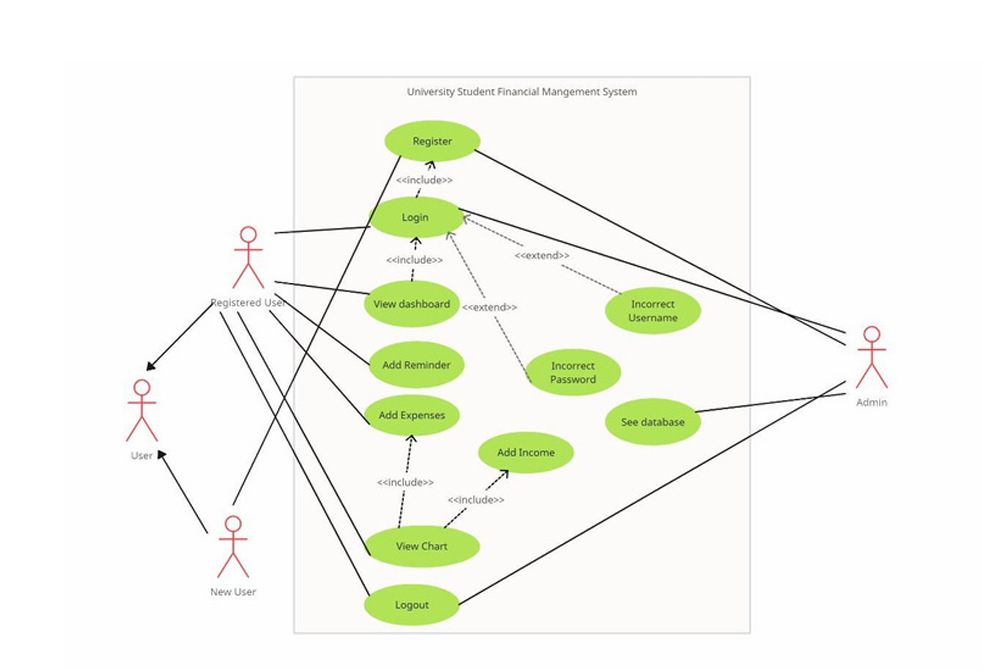 University Student Financial Mangement System
Register
<<include>>
Login
<<include>>
<<extend>>
Registered User
View dashboard
<<extend>>
Incorrect
Username
Add Reminder
Incorrect
Password
Admin
Add Expenses
See database
User
Add Income
<<include>>
<<include>>
View Chart
New User
Logout